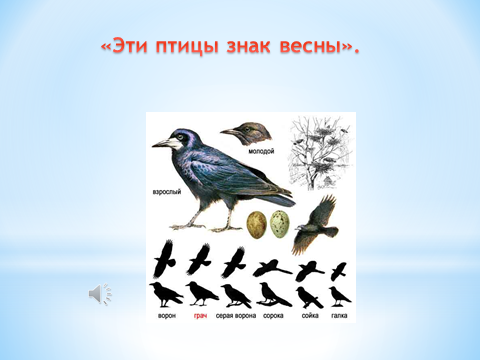 «Эти птицы знак весны».
молодой
взрослый
ворон грач серая ворона сорока сойка галка